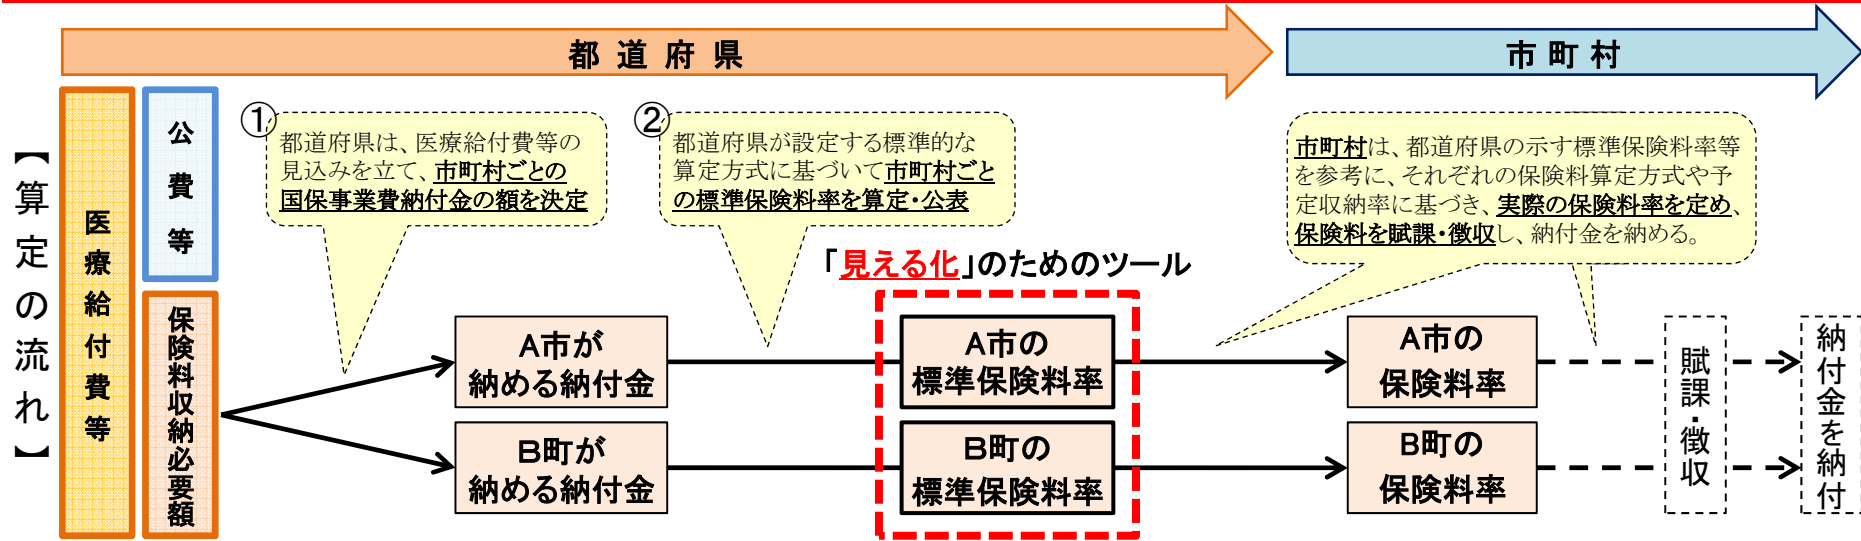 都道府県
市町村
【算定の流れ】
医療給付費等
公費等
保険料収納必要額
①
都道府県は、医療給付費等の
見込みを立て、市町村ごとの
国保事業費納付金の額を決定
②
都道府県が設定する標準的な
算定方式に基づいて市町村ごと
の標準保険料率を算定・公表
市町村は、都道府県の示す標準保険料率等
を参考に、それぞれの保険料算定方式や予
定収納率に基づき、実際の保険料率を定め、
保険料を賦課・徴収し、納付金を納める。
「見える化」のためのツール
A市が
納める納付金
A市の
標準保険料率
A市の
保険料率
B町が
納める納付金
B町の
標準保険料率
B町の
保険料率
賦課・徴収
納付金を納付